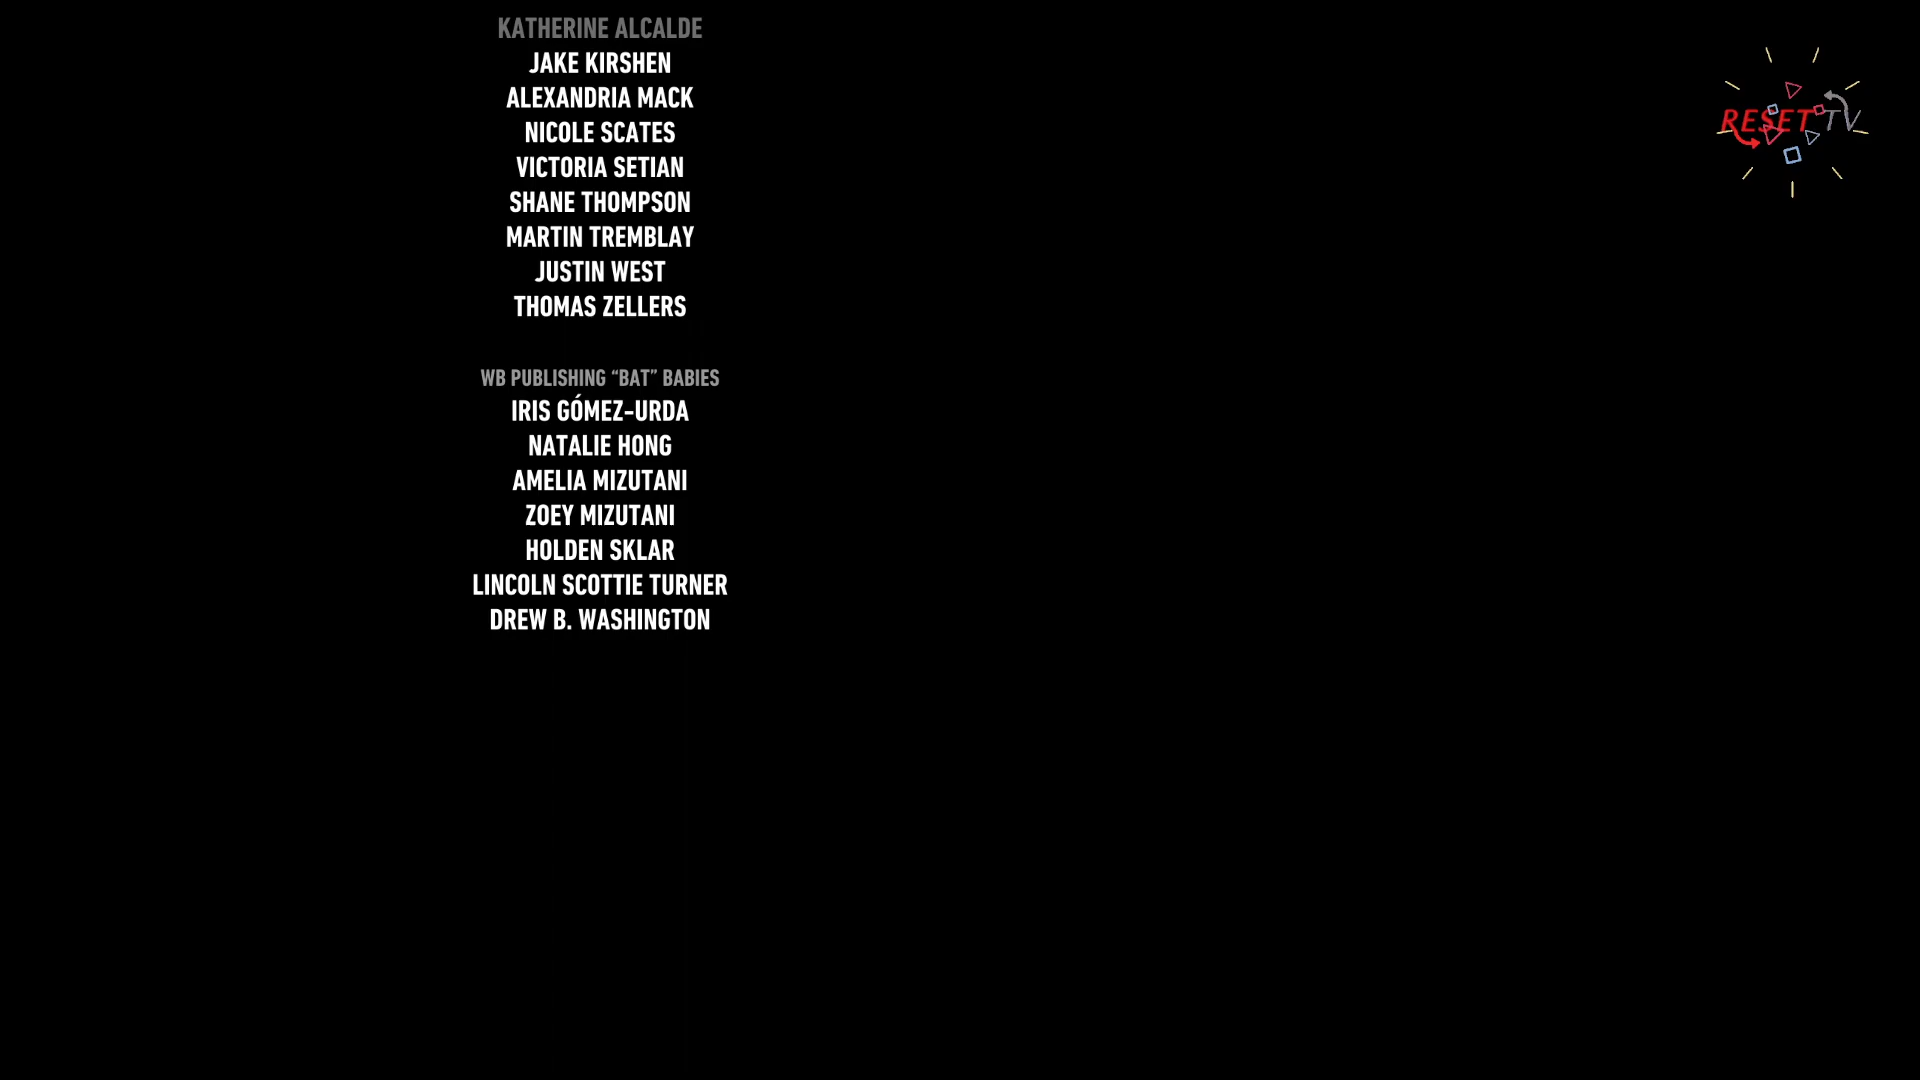 KATHERINE ALCALDE
JAKE KIRSHEN
ALEXANDRIA MACK
NICOLE SCATES
VICTORIA SETIAN
SHANE THOMPSON
MARTIN TREMBLAY
JUSTIN WEST
THOMAS ZELLERS
WB PUBLISHING “BAT” BABIES
IRIS GÓMEZ-URDA
NATALIE HONG
AMELIA MIZUTANI
ZOEY MIZUTANI
HOLDEN SKLAR
LINCOLN SCOTTIE TURNER
DREW B. WASHINGTON
RESET TV